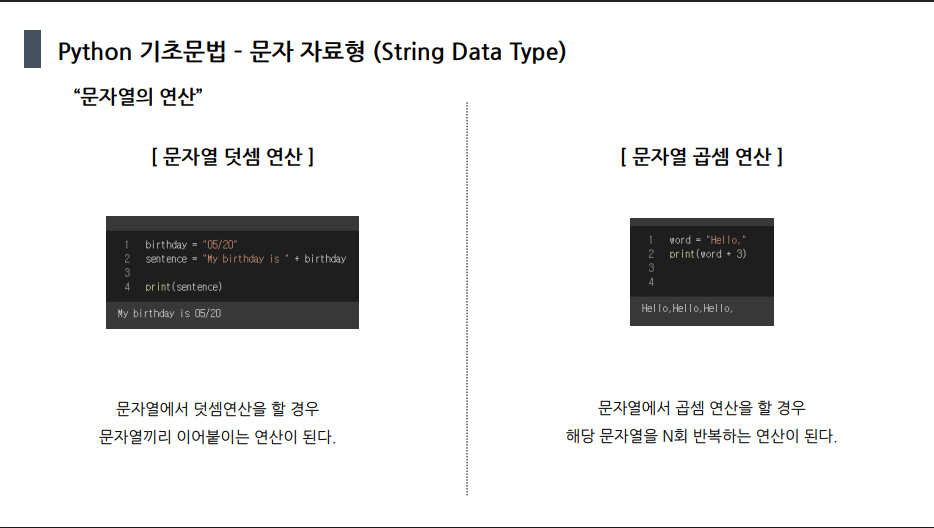 Python 기초문법 - 문자 자료형 (String Data Type)
“문자열의 연산”
[ 문자열 덧셈 연산 ]
1 birthday = "05/20"
2 sentence = "My birthday is " + birthday
3
4 print(sentence)
My birthday is 05/20
문자열에서 덧셈연산을 할 경우
문자열끼리 이어붙이는 연산이 된다.
[ 문자열 곱셈 연산 ]
1 word = "Hello,"
2 print(word * 3)
3
4
Hello,Hello,Hello,
문자열에서 곱셈 연산을 할 경우
해당 문자열을 N회 반복하는 연산이 된다.